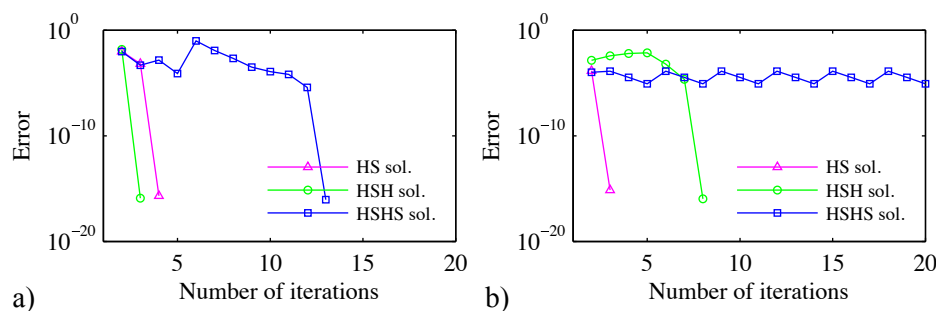 10^0
10^-10
10^-20
Error
5
10
15
20
Number of iterations
HS sol.
HSH sol.
HSHS sol.
a)
10^0
10^-10
10^-20
Error
5
10
15
20
Number of iterations
HS sol.
HSH sol.
HSHS sol.
b)